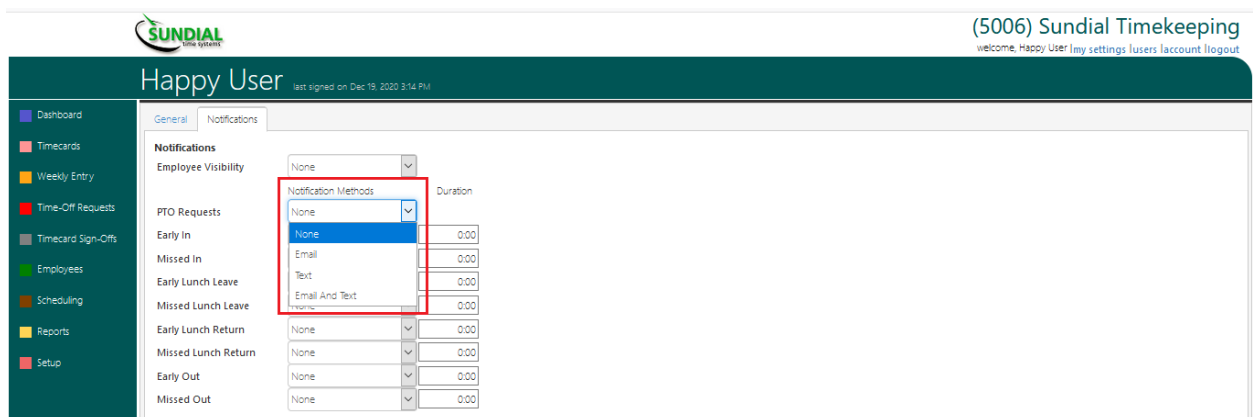 SUNDIAL
time systems
(5006) Sundial Timekeeping
welcome, Happy User | my settings | users | account | logout
Happy User last signed on Dec 19, 2020 3:14 PM
Dashboard
Timecards
Weekly Entry
Time-Off Requests
Timecard Sign-Offs
Employees
Scheduling
Reports
Setup
General Notifications
Notifications
Employee Visibility None
Notification Methods Duration
PTO Requests None
None
Email
Text
Email And Text
Early In 0:00
Missed In 0:00
Early Lunch Leave 0:00
Missed Lunch Leave None 0:00
Early Lunch Return None 0:00
Missed Lunch Return None 0:00
Early Out None 0:00
Missed Out None 0:00